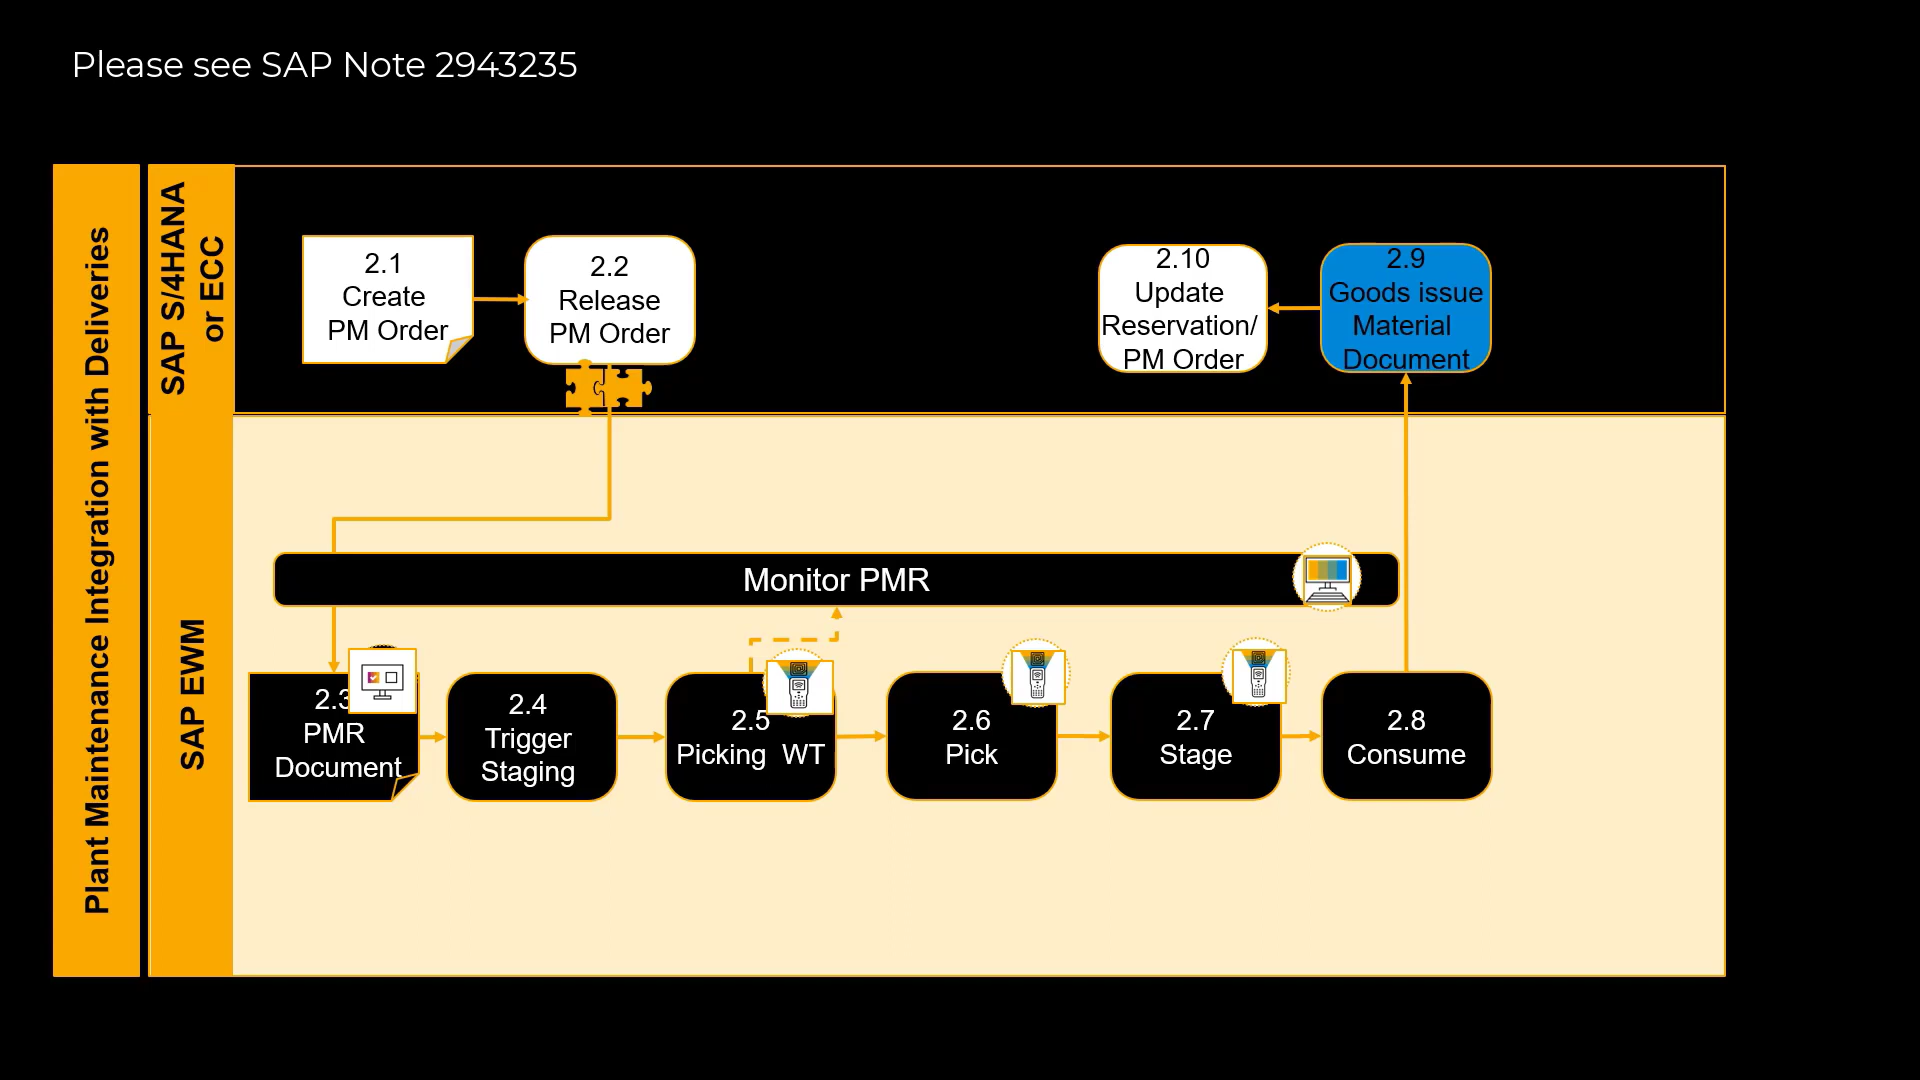 Please see SAP Note 2943235
Plant Maintenance Integration with Deliveries
SAP S/4HANA
or ECC
2.1
Create
PM Order
2.2
Release
PM Order
2.10
Update
Reservation/
PM Order
2.9
Goods issue
Material
Document
SAP EWM
Monitor PMR
2.3
PMR
Document
2.4
Trigger
Staging
2.5
Picking WT
2.6
Pick
2.7
Stage
2.8
Consume